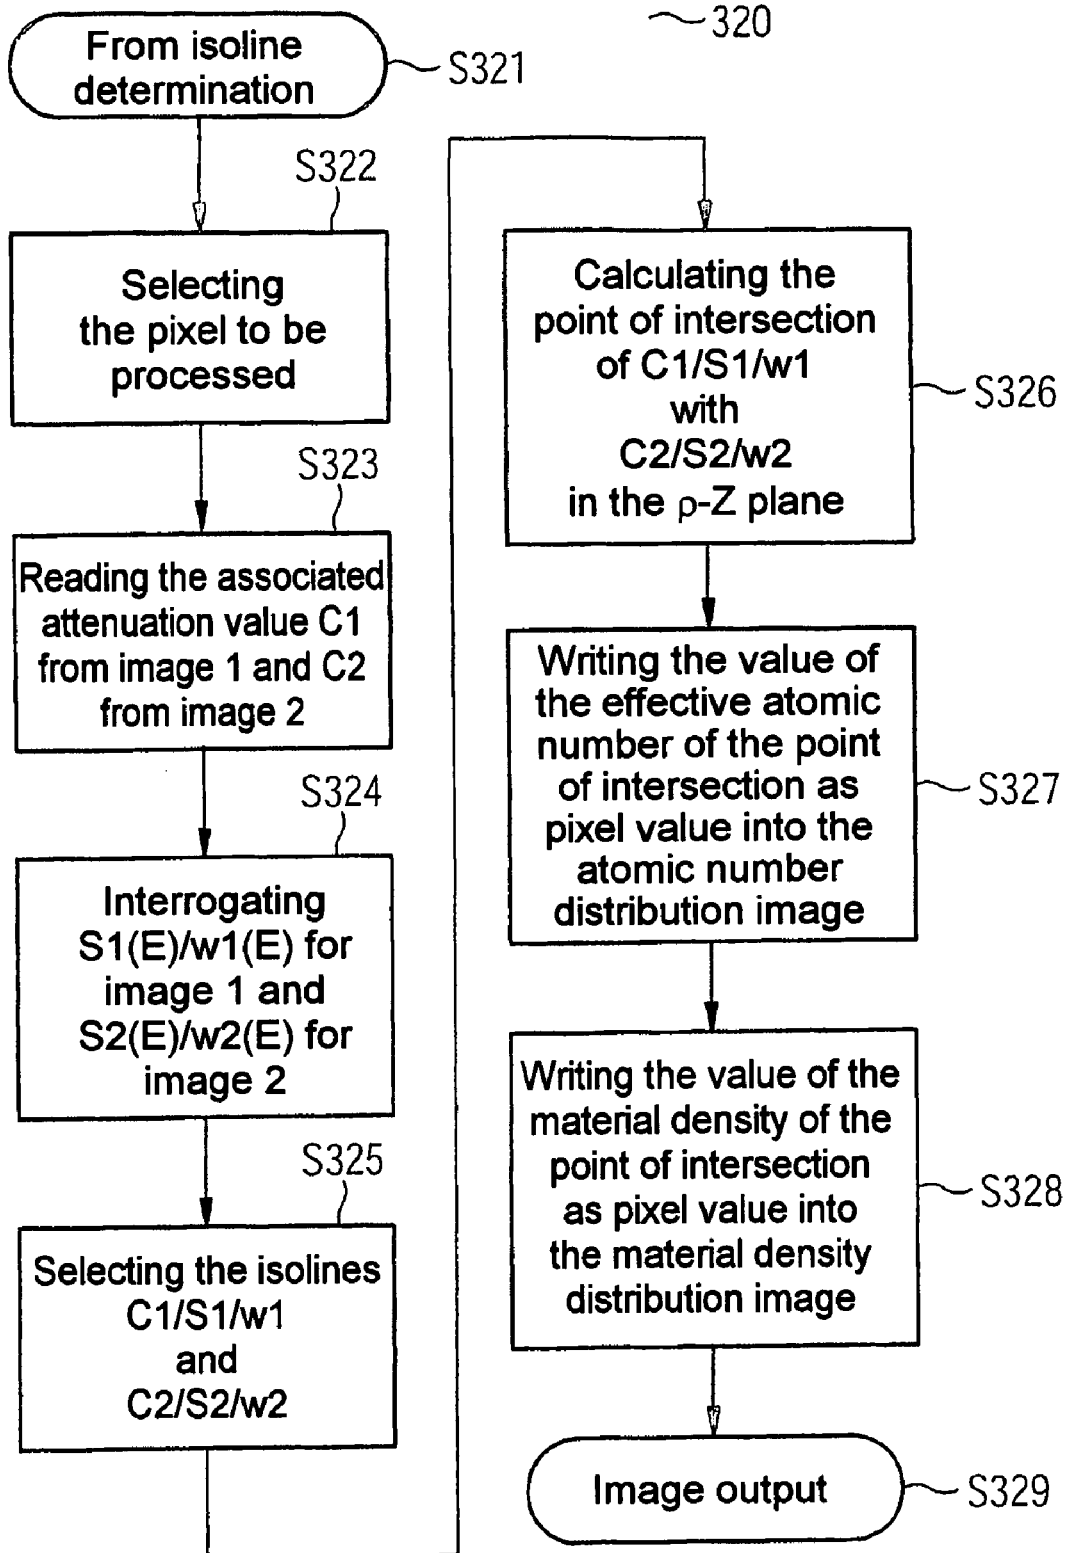 320
From isoline
determination
S321
S322
Selecting
the pixel to be
processed
S323
Reading the associated
attenuation value C1
from image 1 and C2
from image 2
S324
Interrogating
S1(E)/w1(E) for
image 1 and
S2(E)/w2(E) for
image 2
S325
Selecting the isolines
C1/S1/w1
and
C2/S2/w2
Calculating the
point of intersection
of C1/S1/w1
with
C2/S2/w2
in the ρ-Z plane
S326
Writing the value of
the effective atomic
number of the point
of intersection as
pixel value into the
atomic number
distribution image
S327
Writing the value of the
material density of the
point of intersection
as pixel value into
the material density
distribution image
S328
Image output
S329